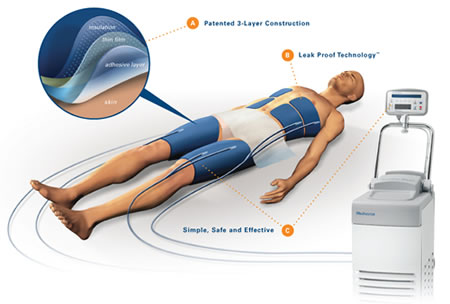 A Patented 3-Layer Construction
insulation
thin film
adhesive layer
skin
B Leak Proof Technology™
Simple, Safe and Effective C
Medivance